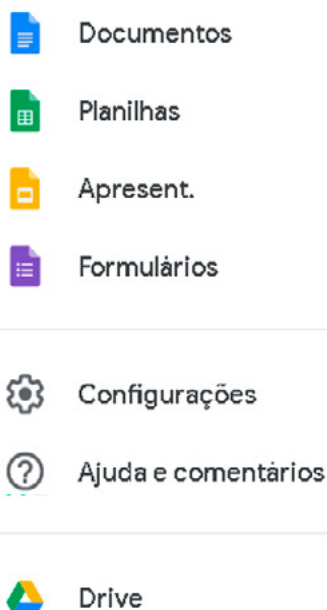 Documentos
Planilhas
Apresent.
Formulários
Configurações
Ajuda e comentários
Drive